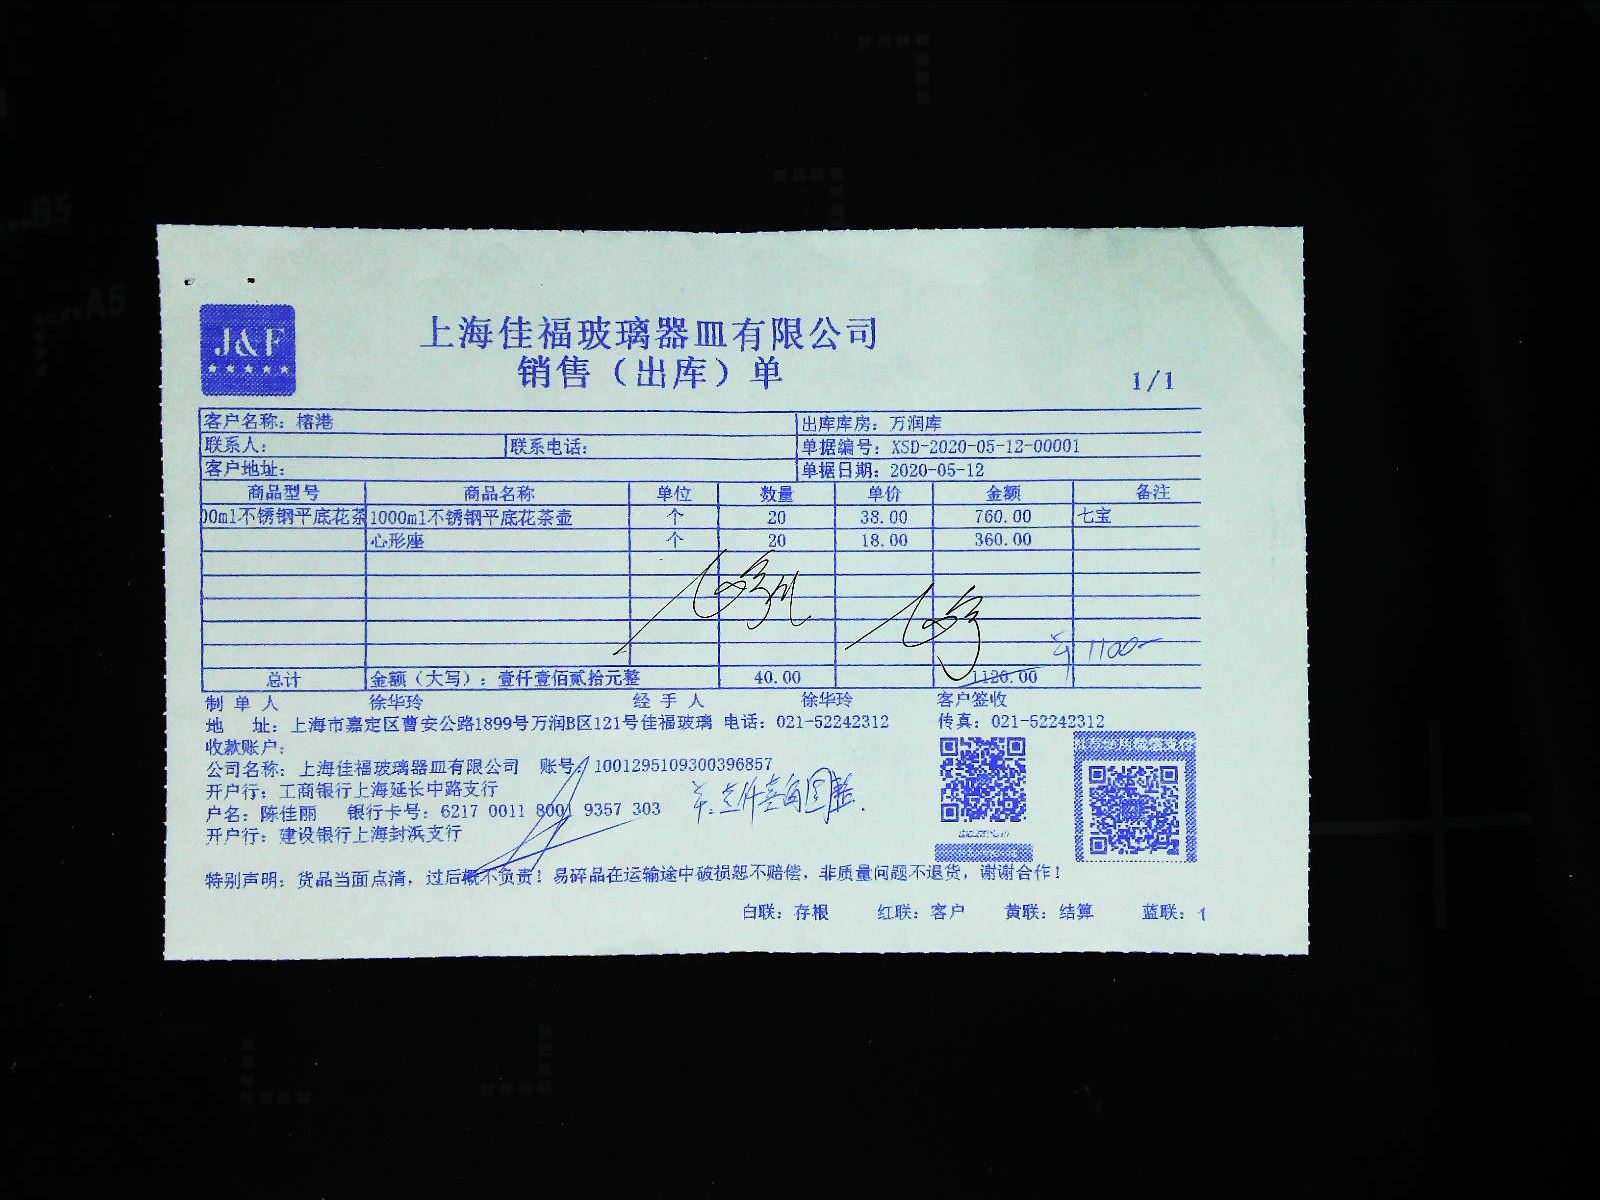 J&F
上海佳福玻璃器皿有限公司
销售（出库）单
1/1
客户名称：榕港 出库库房：万润库
联系人： 联系电话： 单据编号：XSD-2020-05-12-00001
客户地址： 单据日期：2020-05-12
商品型号 商品名称 单位 数量 单价 金额 备注
00ml不锈钢平底花茶 1000ml不锈钢平底花茶壶 个 20 38.00 760.00 七宝
心形座 个 20 18.00 360.00
1100-
总计 金额（大写）：壹仟壹佰贰拾元整 40.00 1120.00
制单人 徐华玲 经手人 徐华玲 客户签收
地 址：上海市嘉定区曹安公路1899号万润B区121号佳福玻璃 电话：021-52242312 传真：021-52242312
收款账户：
公司名称：上海佳福玻璃器皿有限公司 账号：1001295109300396857
开户行：工商银行上海延长中路支行
户名：陈佳丽 银行卡号：6217 0011 8001 9357 303
开户行：建设银行上海封浜支行
特别声明：货品当面点清，过后概不负责！易碎品在运输途中破损恕不赔偿，非质量问题不退货，谢谢合作！
白联：存根 红联：客户 黄联：结算 蓝联：